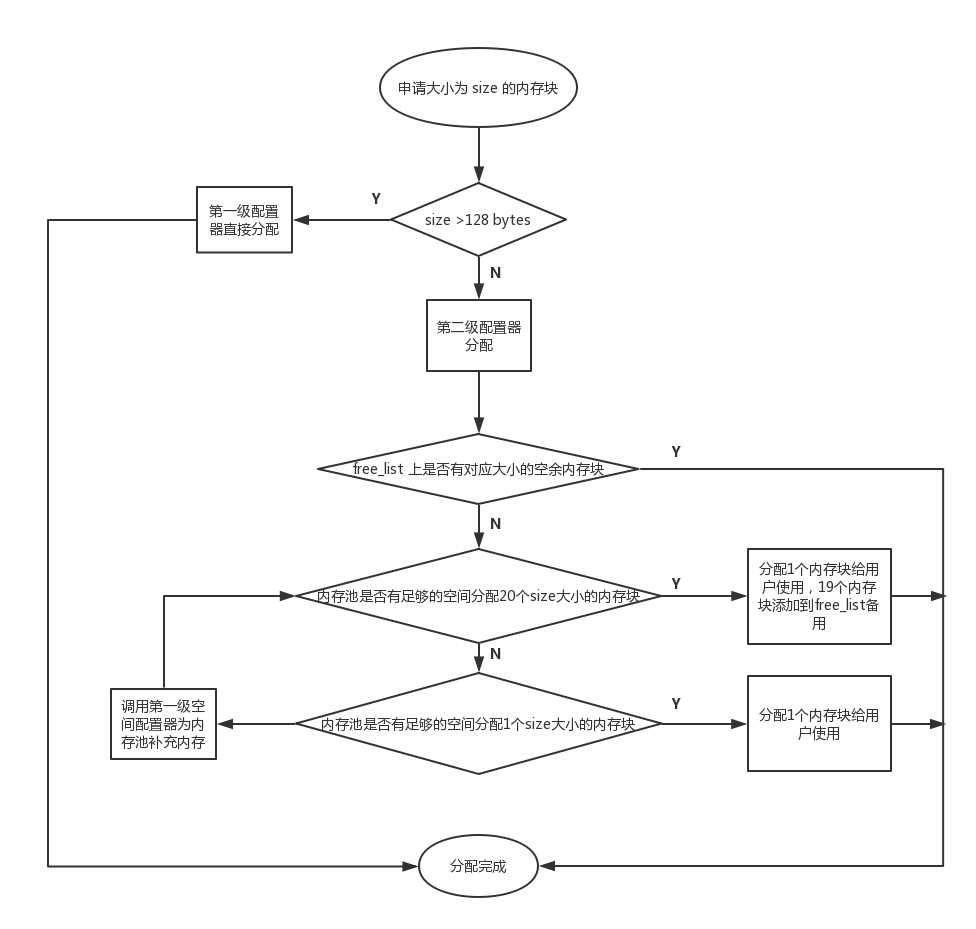 申请大小为 size 的内存块
Y
第一级配置
器直接分配
size >128 bytes
N
第二级配置器
分配
Y
free_list 上是否有对应大小的空余内存块
N
内存池是否有足够的空间分配20个size大小的内存块
Y
分配1个内存块给用
户使用，19个内存
块添加到free_list备
用
N
调用第一级空
间配置器为内
存池补充内存
内存池是否有足够的空间分配1个size大小的内存块
Y
分配1个内存块给用
户使用
分配完成